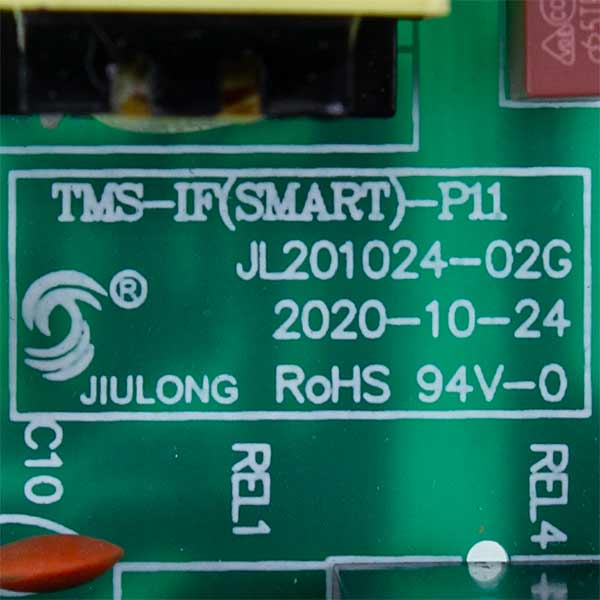 TMS-IF(SMART)-P11
JL201024-02G
®
2020-10-24
JIULONG RoHS 94V-0
C10
REL1
REL4